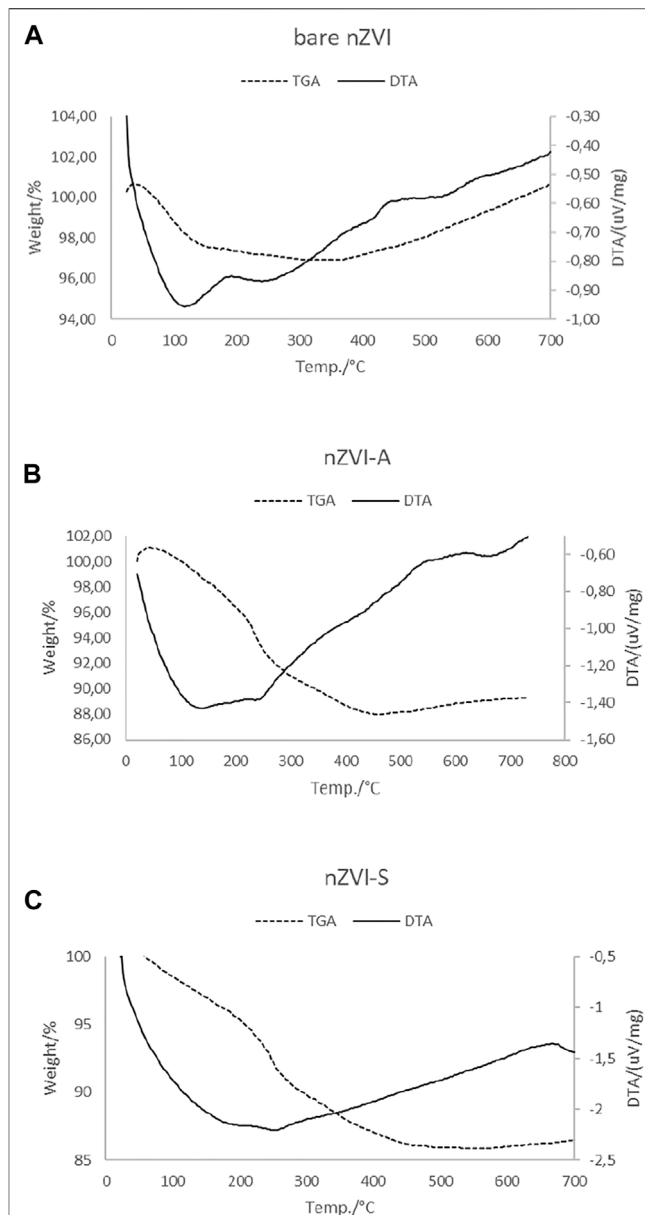 A
bare nZVI
TGA DTA
104,00
102,00
100,00
98,00
96,00
94,00
Weight/%
-0,30
-0,40
-0,50
-0,60
-0,70
-0,80
-0,90
-1,00
DTA/(uV/mg)
0 100 200 300 400 500 600 700
Temp./°C
B
nZVI-A
TGA DTA
102,00
100,00
98,00
96,00
94,00
92,00
90,00
88,00
86,00
Weight/%
-0,60
-0,80
-1,00
-1,20
-1,40
-1,60
DTA/(uV/mg)
0 100 200 300 400 500 600 700 800
Temp./°C
C
nZVI-S
TGA DTA
100
95
90
85
Weight/%
-0,5
-1
-1,5
-2
-2,5
DTA/(uV/mg)
0 100 200 300 400 500 600 700
Temp./°C